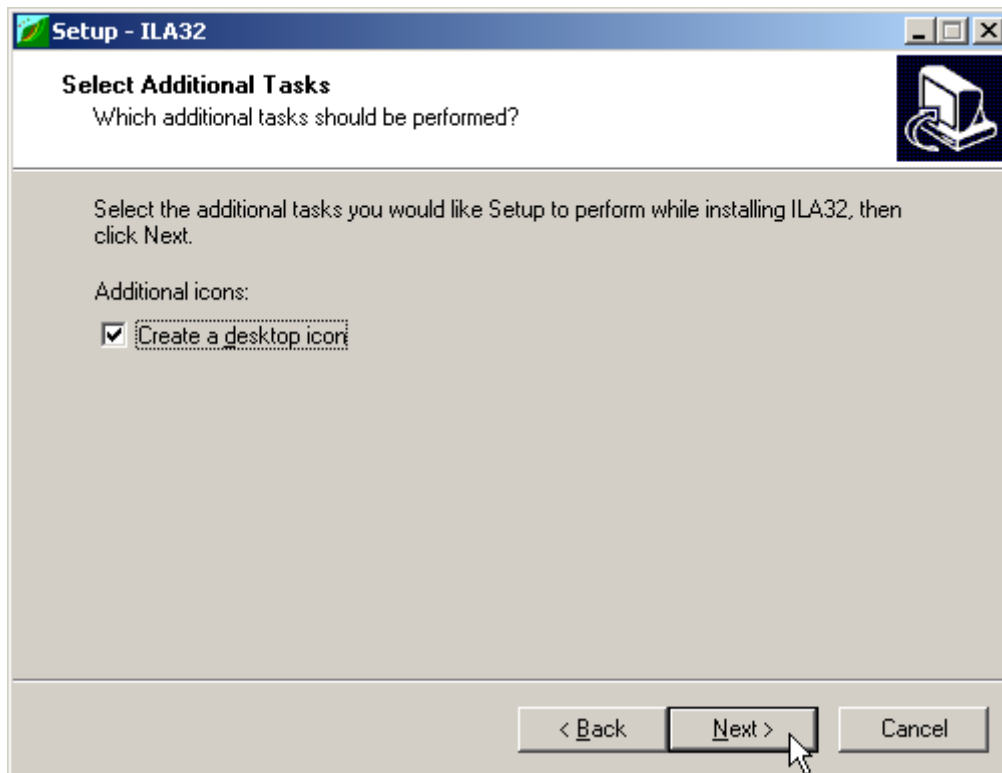 Setup - ILA32
Select Additional Tasks
Which additional tasks should be performed?
Select the additional tasks you would like Setup to perform while installing ILA32, then
click Next.
Additional icons:
Create a desktop icon
< Back
Next >
Cancel